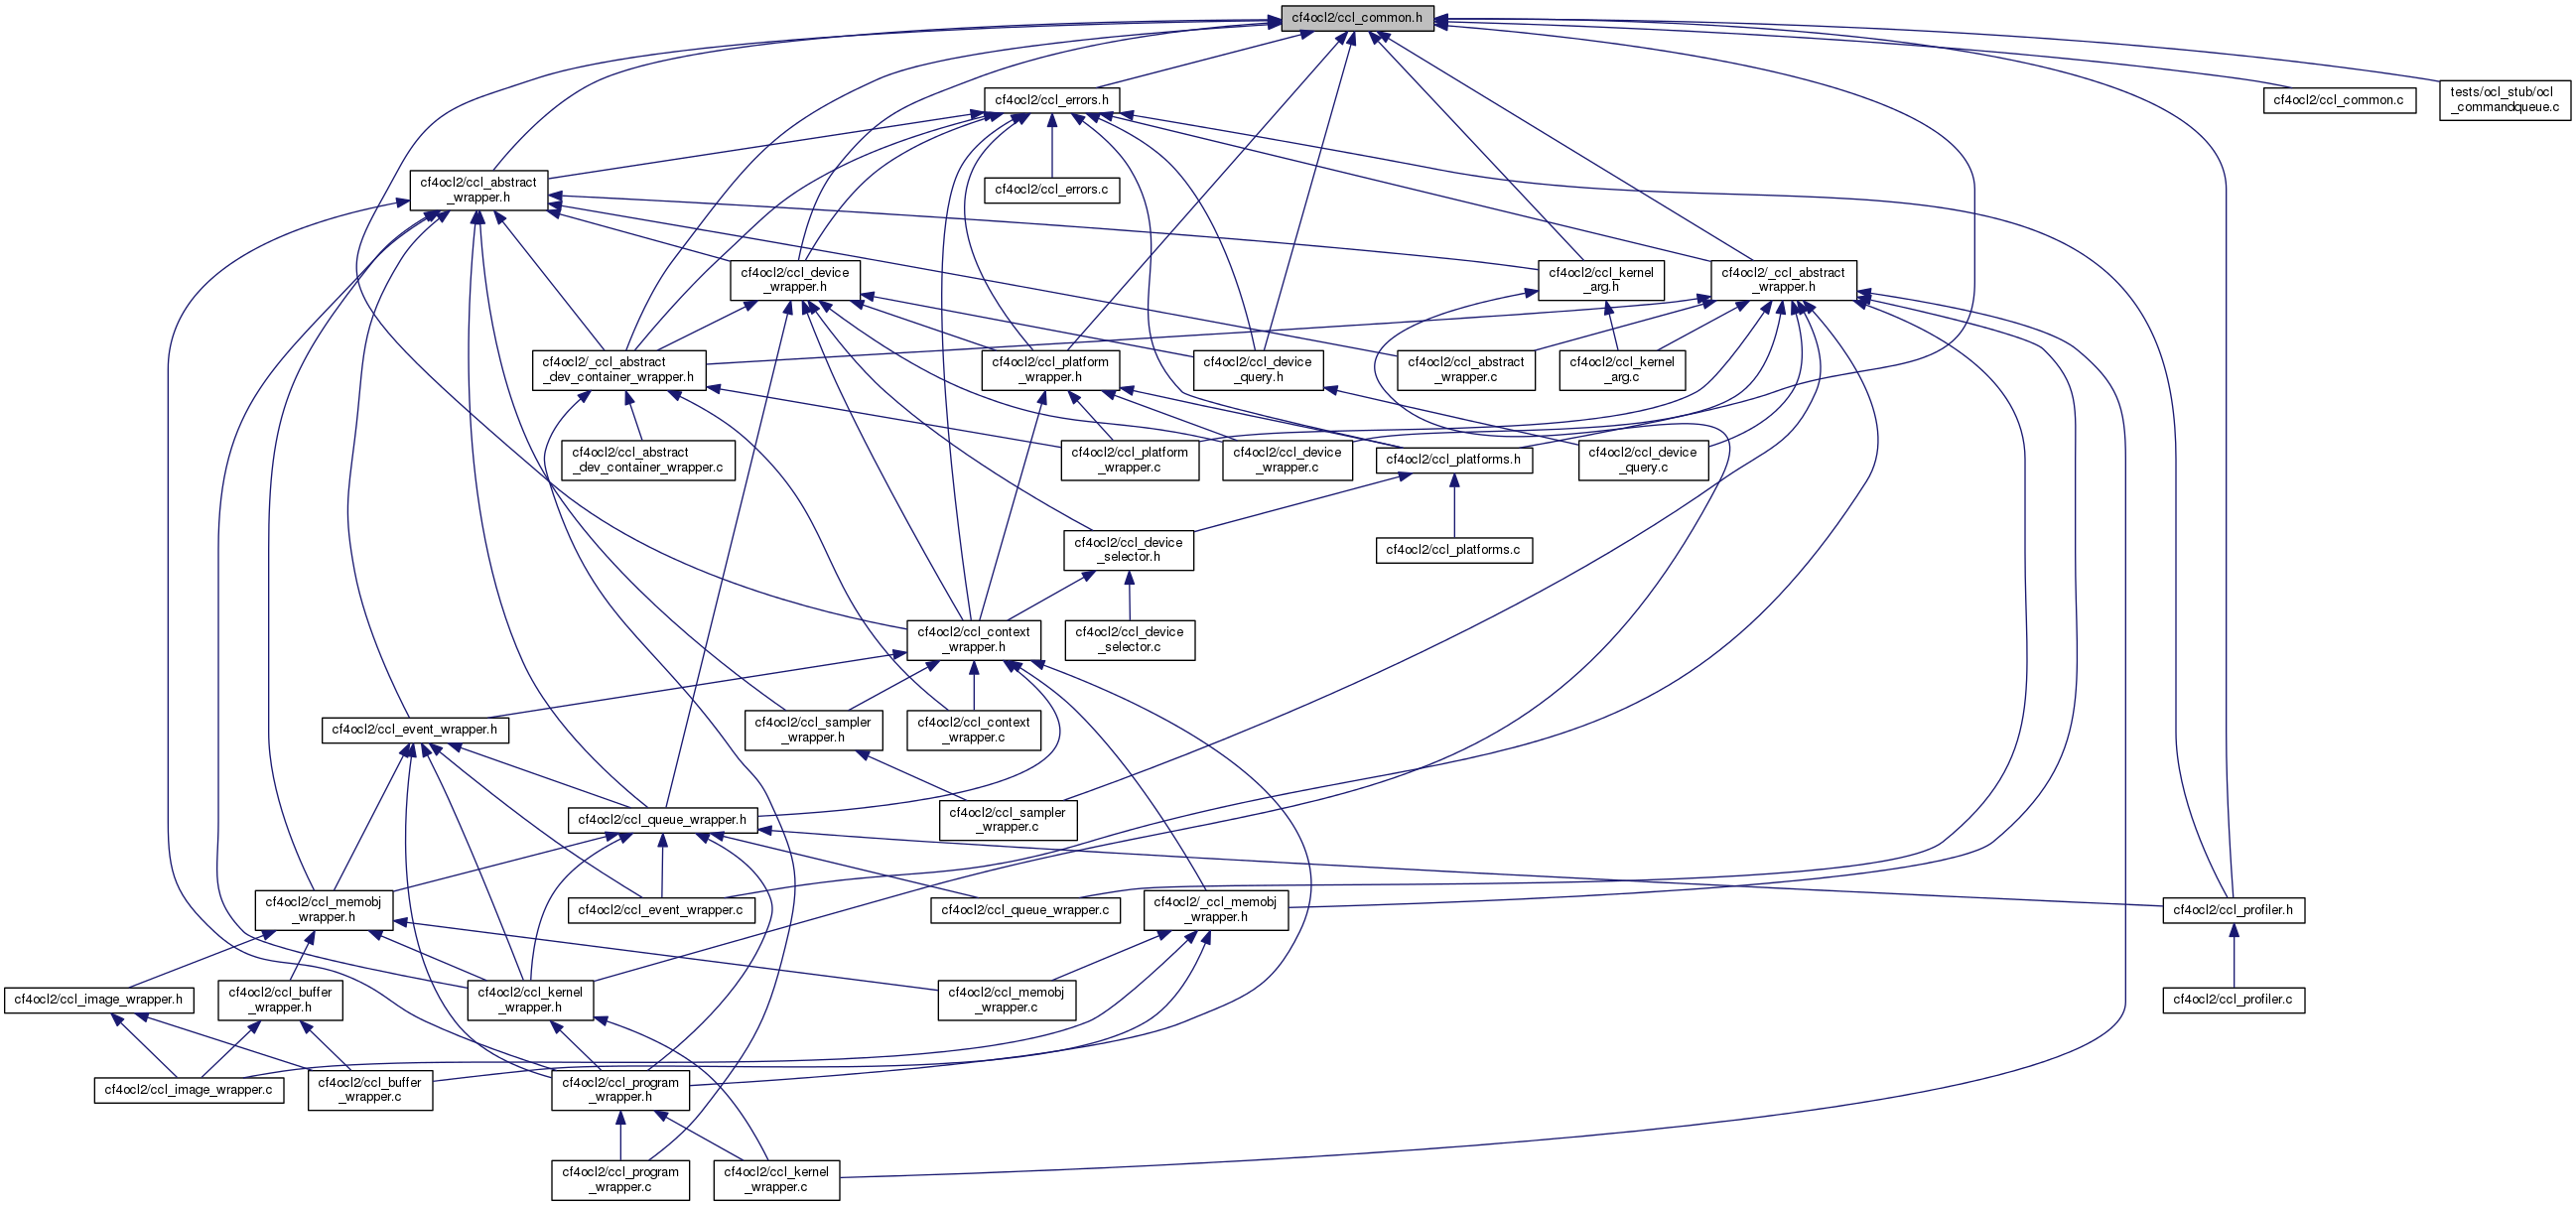 cf4ocl2/ccl_common.h
cf4ocl2/ccl_errors.h
cf4ocl2/ccl_common.c
tests/ocl_stub/ocl
_commandqueue.c
cf4ocl2/ccl_abstract
_wrapper.h
cf4ocl2/ccl_errors.c
cf4ocl2/ccl_device
_wrapper.h
cf4ocl2/ccl_kernel
_arg.h
cf4ocl2/_ccl_abstract
_wrapper.h
cf4ocl2/_ccl_abstract
_dev_container_wrapper.h
cf4ocl2/ccl_platform
_wrapper.h
cf4ocl2/ccl_device
_query.h
cf4ocl2/ccl_abstract
_wrapper.c
cf4ocl2/ccl_kernel
_arg.c
cf4ocl2/ccl_abstract
_dev_container_wrapper.c
cf4ocl2/ccl_platform
_wrapper.c
cf4ocl2/ccl_device
_wrapper.c
cf4ocl2/ccl_platforms.h
cf4ocl2/ccl_device
_query.c
cf4ocl2/ccl_device
_selector.h
cf4ocl2/ccl_platforms.c
cf4ocl2/ccl_context
_wrapper.h
cf4ocl2/ccl_device
_selector.c
cf4ocl2/ccl_event_wrapper.h
cf4ocl2/ccl_sampler
_wrapper.h
cf4ocl2/ccl_context
_wrapper.c
cf4ocl2/ccl_queue_wrapper.h
cf4ocl2/ccl_sampler
_wrapper.c
cf4ocl2/ccl_memobj
_wrapper.h
cf4ocl2/ccl_event_wrapper.c
cf4ocl2/ccl_queue_wrapper.c
cf4ocl2/_ccl_memobj
_wrapper.h
cf4ocl2/ccl_profiler.h
cf4ocl2/ccl_image_wrapper.h
cf4ocl2/ccl_buffer
_wrapper.h
cf4ocl2/ccl_kernel
_wrapper.h
cf4ocl2/ccl_memobj
_wrapper.c
cf4ocl2/ccl_profiler.c
cf4ocl2/ccl_image_wrapper.c
cf4ocl2/ccl_buffer
_wrapper.c
cf4ocl2/ccl_program
_wrapper.h
cf4ocl2/ccl_program
_wrapper.c
cf4ocl2/ccl_kernel
_wrapper.c